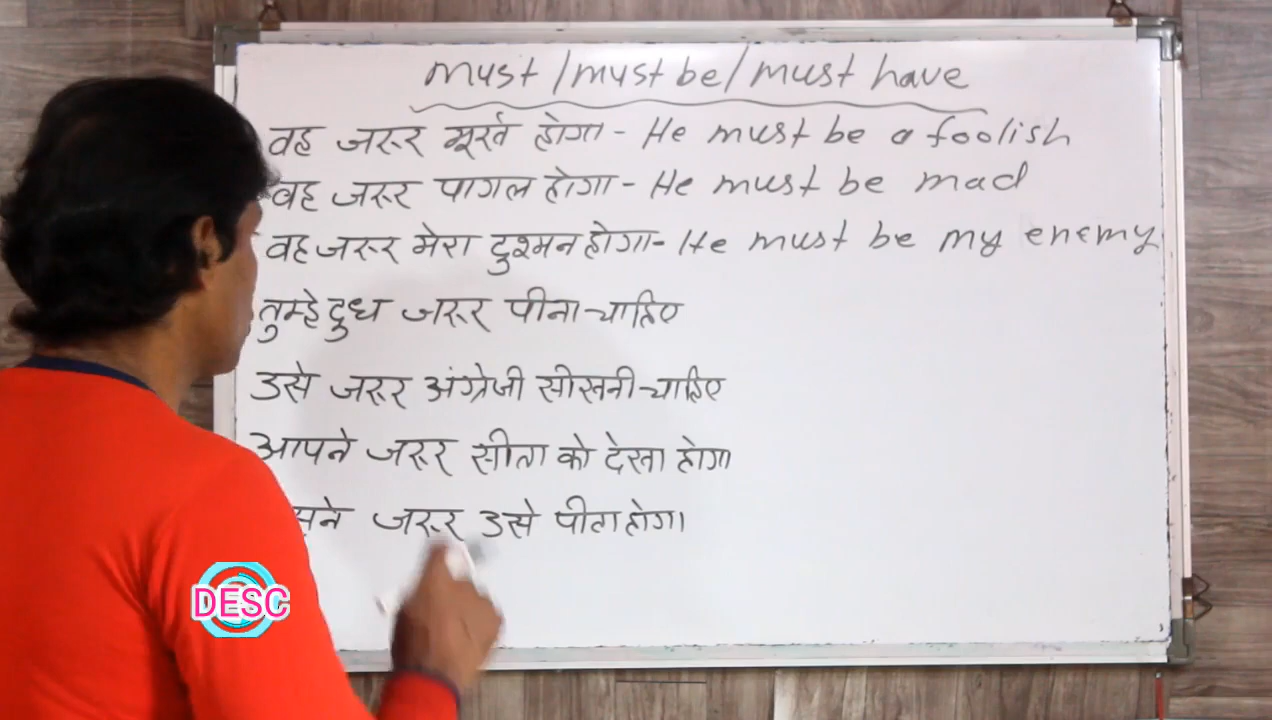 must / must be / must have
वह जरूर मूर्ख होगा - He must be a foolish
वह जरूर पागल होगा - He must be mad
वह जरूर मेरा दुश्मन होगा - He must be my enemy
तुम्हे दुध जरूर पीना चाहिए
उसे जरूर अंग्रेजी सीखनी चाहिए
आपने जरूर सीता को देखा होगा
जरूर उसे पीटा होगा।
DESC